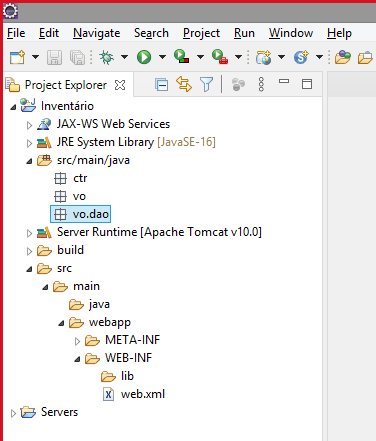 File Edit Navigate Search Project Run Window Help
Project Explorer
Inventário
JAX-WS Web Services
JRE System Library [JavaSE-16]
src/main/java
ctr
vo
vo.dao
Server Runtime [Apache Tomcat v10.0]
build
src
main
java
webapp
META-INF
WEB-INF
lib
web.xml
Servers